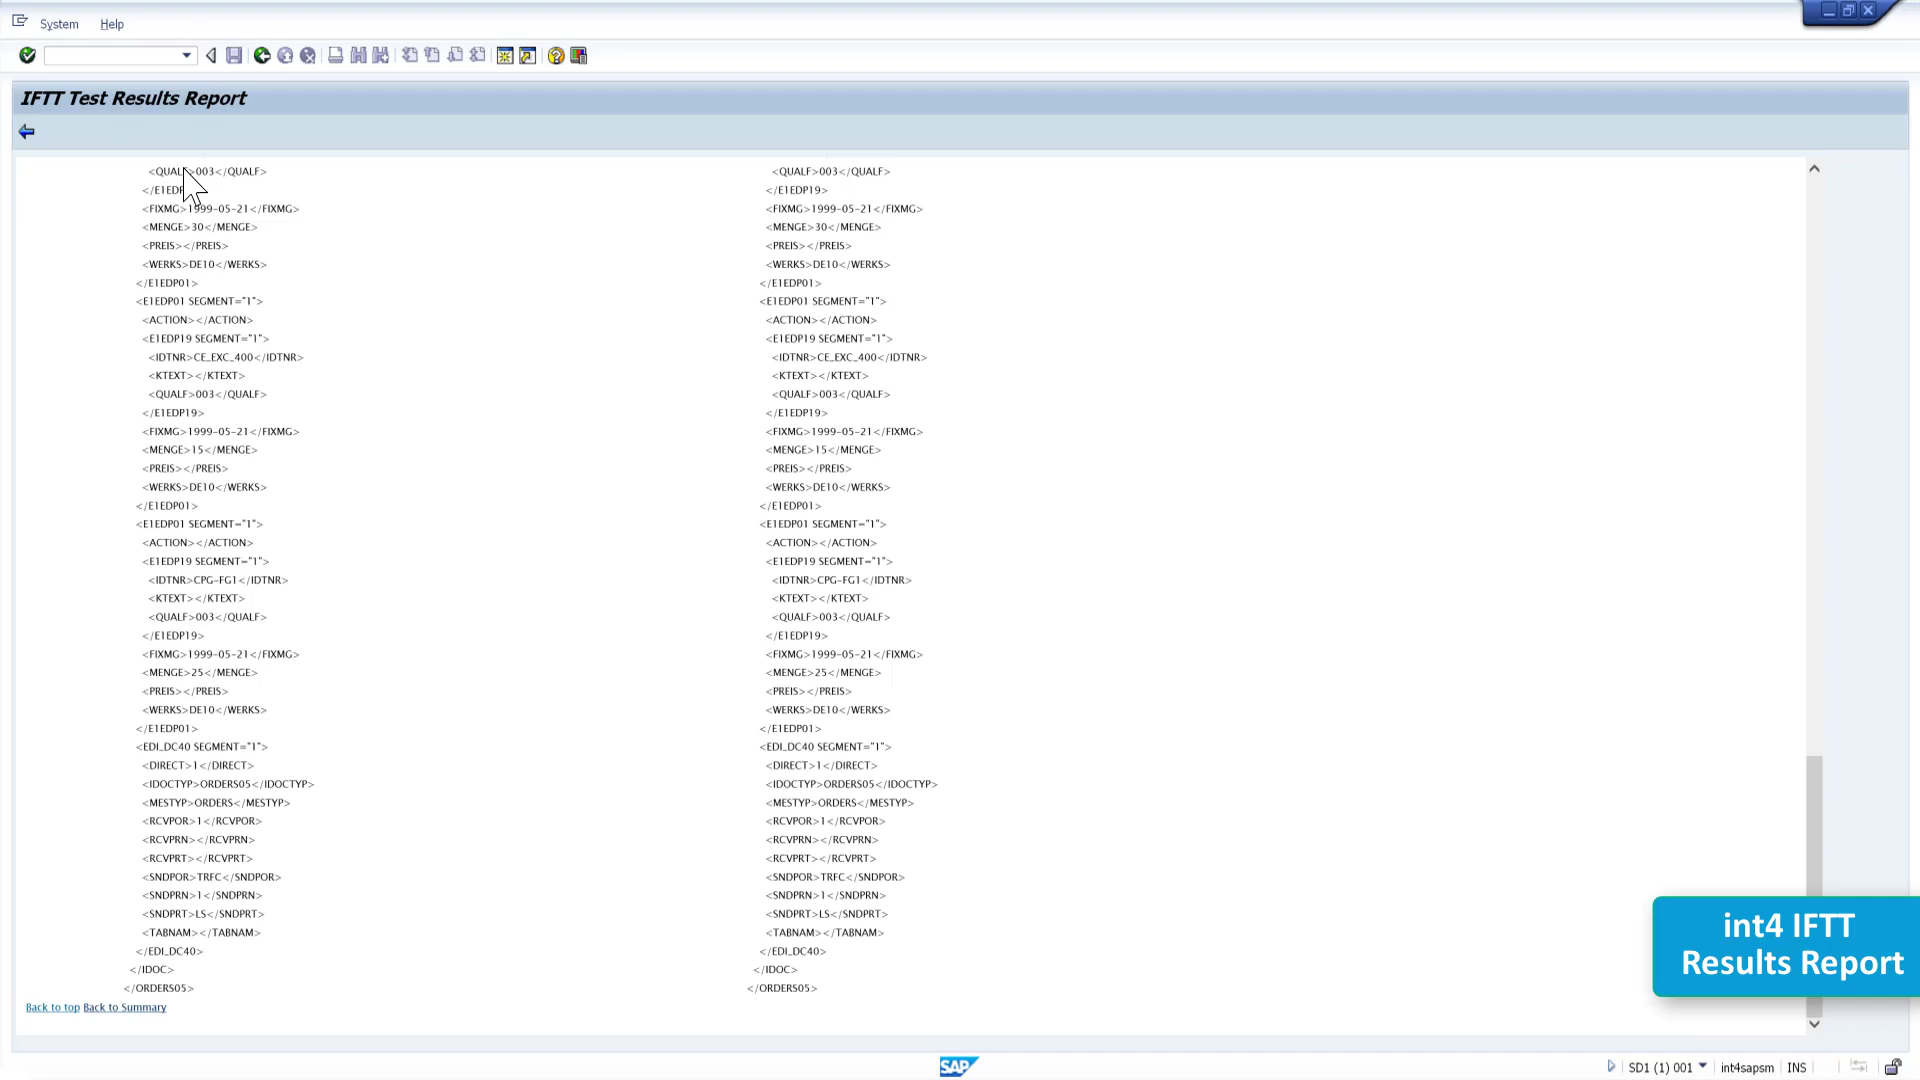 System Help
IFTT Test Results Report
<QUALF>003</QUALF> <QUALF>003</QUALF>
</E1EDP </E1EDP19>
<FIXMG>1999-05-21</FIXMG> <FIXMG>1999-05-21</FIXMG>
<MENGE>30</MENGE> <MENGE>30</MENGE>
<PREIS></PREIS> <PREIS></PREIS>
<WERKS>DE10</WERKS> <WERKS>DE10</WERKS>
</E1EDP01> </E1EDP01>
<E1EDP01 SEGMENT="1"> <E1EDP01 SEGMENT="1">
<ACTION></ACTION> <ACTION></ACTION>
<E1EDP19 SEGMENT="1"> <E1EDP19 SEGMENT="1">
<IDTNR>CE_EXC_400</IDTNR> <IDTNR>CE_EXC_400</IDTNR>
<KTEXT></KTEXT> <KTEXT></KTEXT>
<QUALF>003</QUALF> <QUALF>003</QUALF>
</E1EDP19> </E1EDP19>
<FIXMG>1999-05-21</FIXMG> <FIXMG>1999-05-21</FIXMG>
<MENGE>15</MENGE> <MENGE>15</MENGE>
<PREIS></PREIS> <PREIS></PREIS>
<WERKS>DE10</WERKS> <WERKS>DE10</WERKS>
</E1EDP01> </E1EDP01>
<E1EDP01 SEGMENT="1"> <E1EDP01 SEGMENT="1">
<ACTION></ACTION> <ACTION></ACTION>
<E1EDP19 SEGMENT="1"> <E1EDP19 SEGMENT="1">
<IDTNR>CPG-FG1</IDTNR> <IDTNR>CPG-FG1</IDTNR>
<KTEXT></KTEXT> <KTEXT></KTEXT>
<QUALF>003</QUALF> <QUALF>003</QUALF>
</E1EDP19> </E1EDP19>
<FIXMG>1999-05-21</FIXMG> <FIXMG>1999-05-21</FIXMG>
<MENGE>25</MENGE> <MENGE>25</MENGE>
<PREIS></PREIS> <PREIS></PREIS>
<WERKS>DE10</WERKS> <WERKS>DE10</WERKS>
</E1EDP01> </E1EDP01>
<EDI_DC40 SEGMENT="1"> <EDI_DC40 SEGMENT="1">
<DIRECT>1</DIRECT> <DIRECT>1</DIRECT>
<IDOCTYP>ORDERS05</IDOCTYP> <IDOCTYP>ORDERS05</IDOCTYP>
<MESTYP>ORDERS</MESTYP> <MESTYP>ORDERS</MESTYP>
<RCVPOR>1</RCVPOR> <RCVPOR>1</RCVPOR>
<RCVPRN></RCVPRN> <RCVPRN></RCVPRN>
<RCVPRT></RCVPRT> <RCVPRT></RCVPRT>
<SNDPOR>TRFC</SNDPOR> <SNDPOR>TRFC</SNDPOR>
<SNDPRN>1</SNDPRN> <SNDPRN>1</SNDPRN>
<SNDPRT>LS</SNDPRT> <SNDPRT>LS</SNDPRT>
<TABNAM></TABNAM> <TABNAM></TABNAM>
</EDI_DC40> </EDI_DC40>
</IDOC> </IDOC>
</ORDERS05> </ORDERS05>
Back to top Back to Summary
int4 IFTT
Results Report
SAP SD1 (1) 001 int4sapsm INS